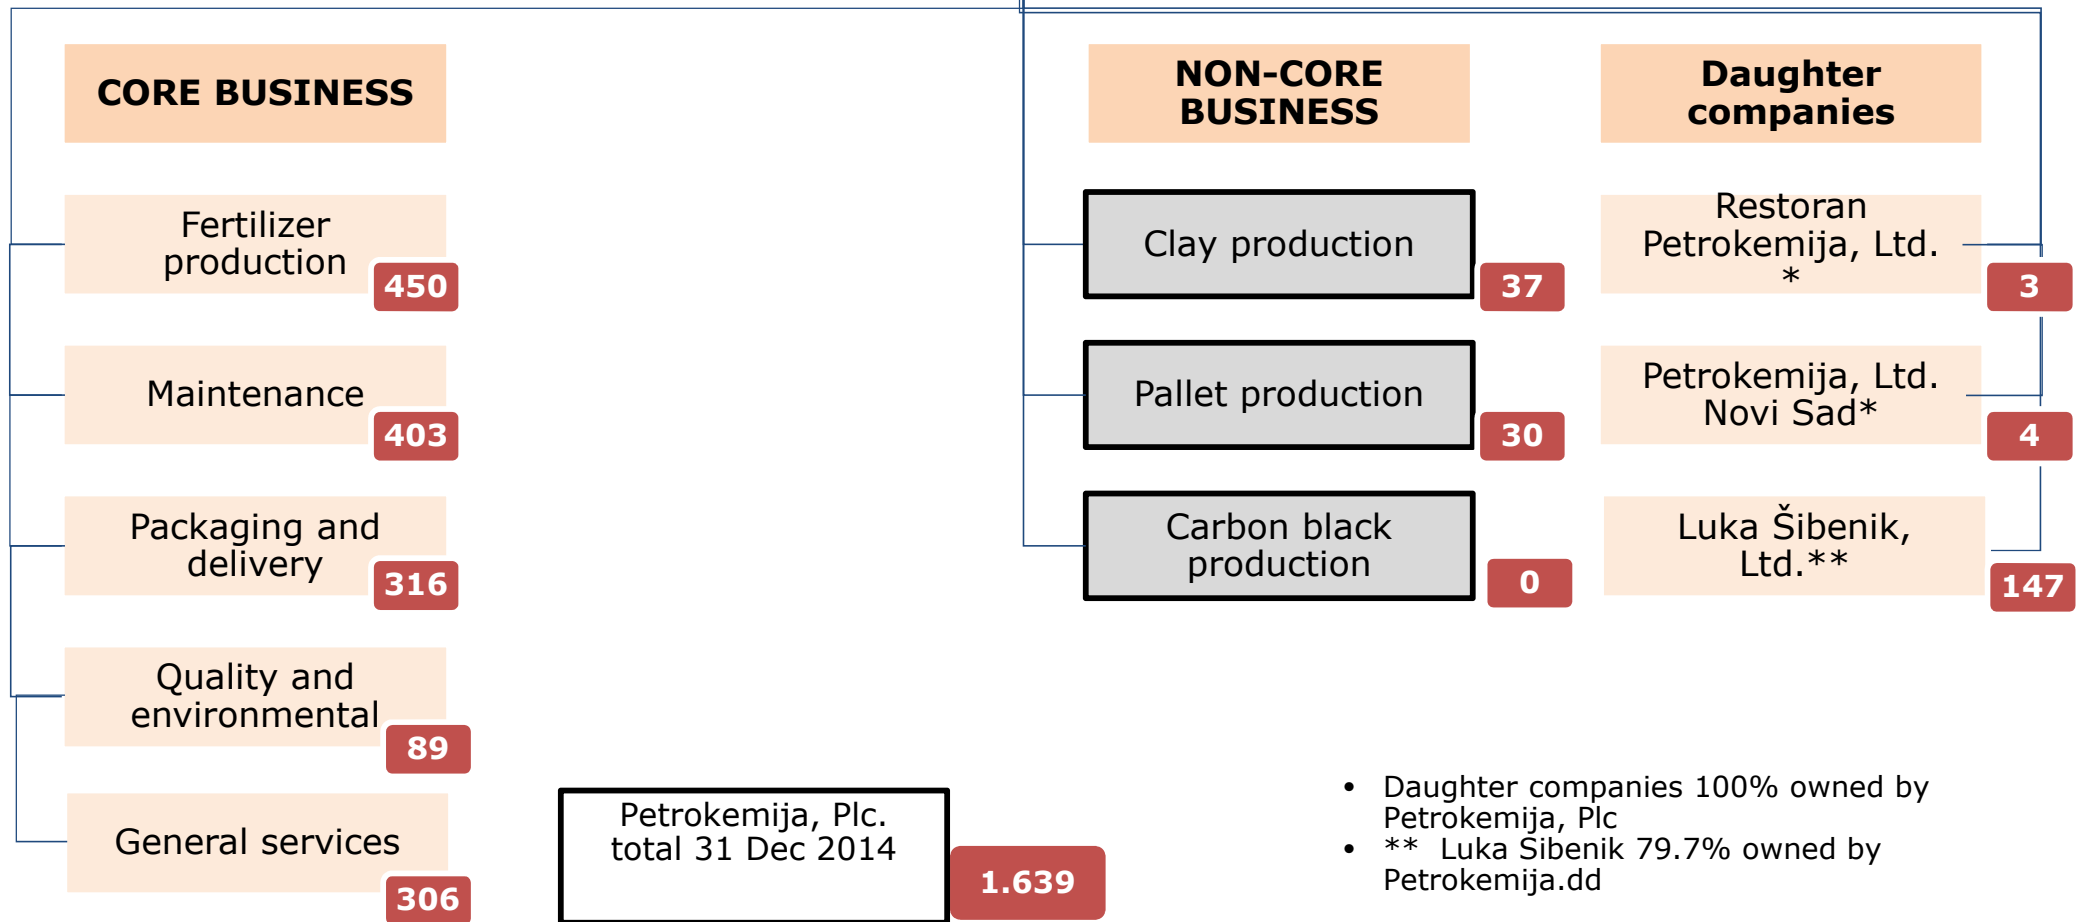 CORE BUSINESS
Fertilizer
production
450
Maintenance
403
Packaging and
delivery
316
Quality and
environmental
89
General services
306
Petrokemija, Plc.
total 31 Dec 2014
1.639
NON-CORE
BUSINESS
Clay production
37
Pallet production
30
Carbon black
production
0
Daughter
companies
Restoran
Petrokemija, Ltd.
*
3
Petrokemija, Ltd.
Novi Sad*
4
Luka Šibenik,
Ltd.**
147
• Daughter companies 100% owned by
Petrokemija, Plc
• ** Luka Sibenik 79.7% owned by
Petrokemija.dd